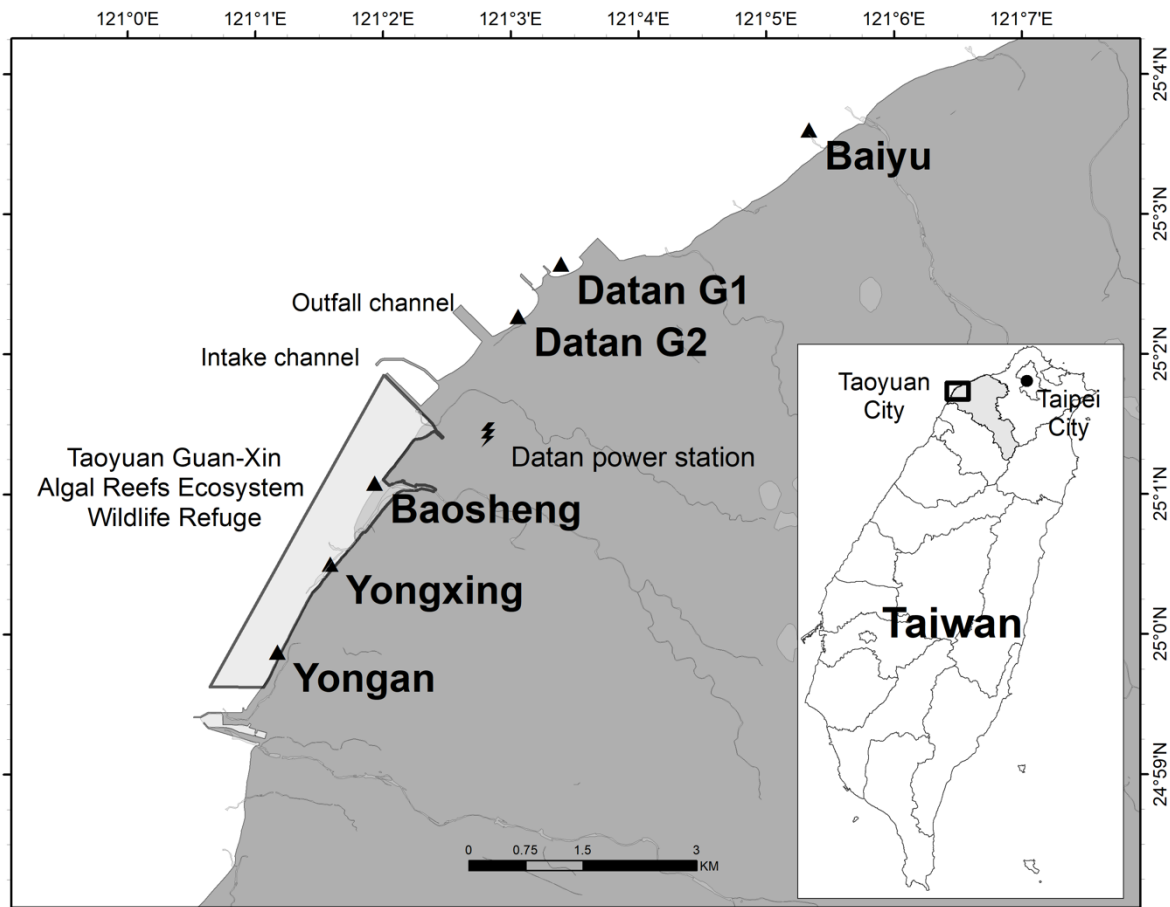 121°0'E
121°1'E
121°2'E
121°3'E
121°4'E
121°5'E
121°6'E
121°7'E
25°4'N
25°3'N
25°2'N
25°1'N
25°0'N
24°59'N
Baiyu
Datan G1
Outfall channel
Datan G2
Intake channel
Datan power station
Taoyuan Guan-Xin
Algal Reefs Ecosystem
Wildlife Refuge
Baosheng
Yongxing
Yongan
Taoyuan
City
Taipei
City
Taiwan
0
0.75
1.5
3
KM